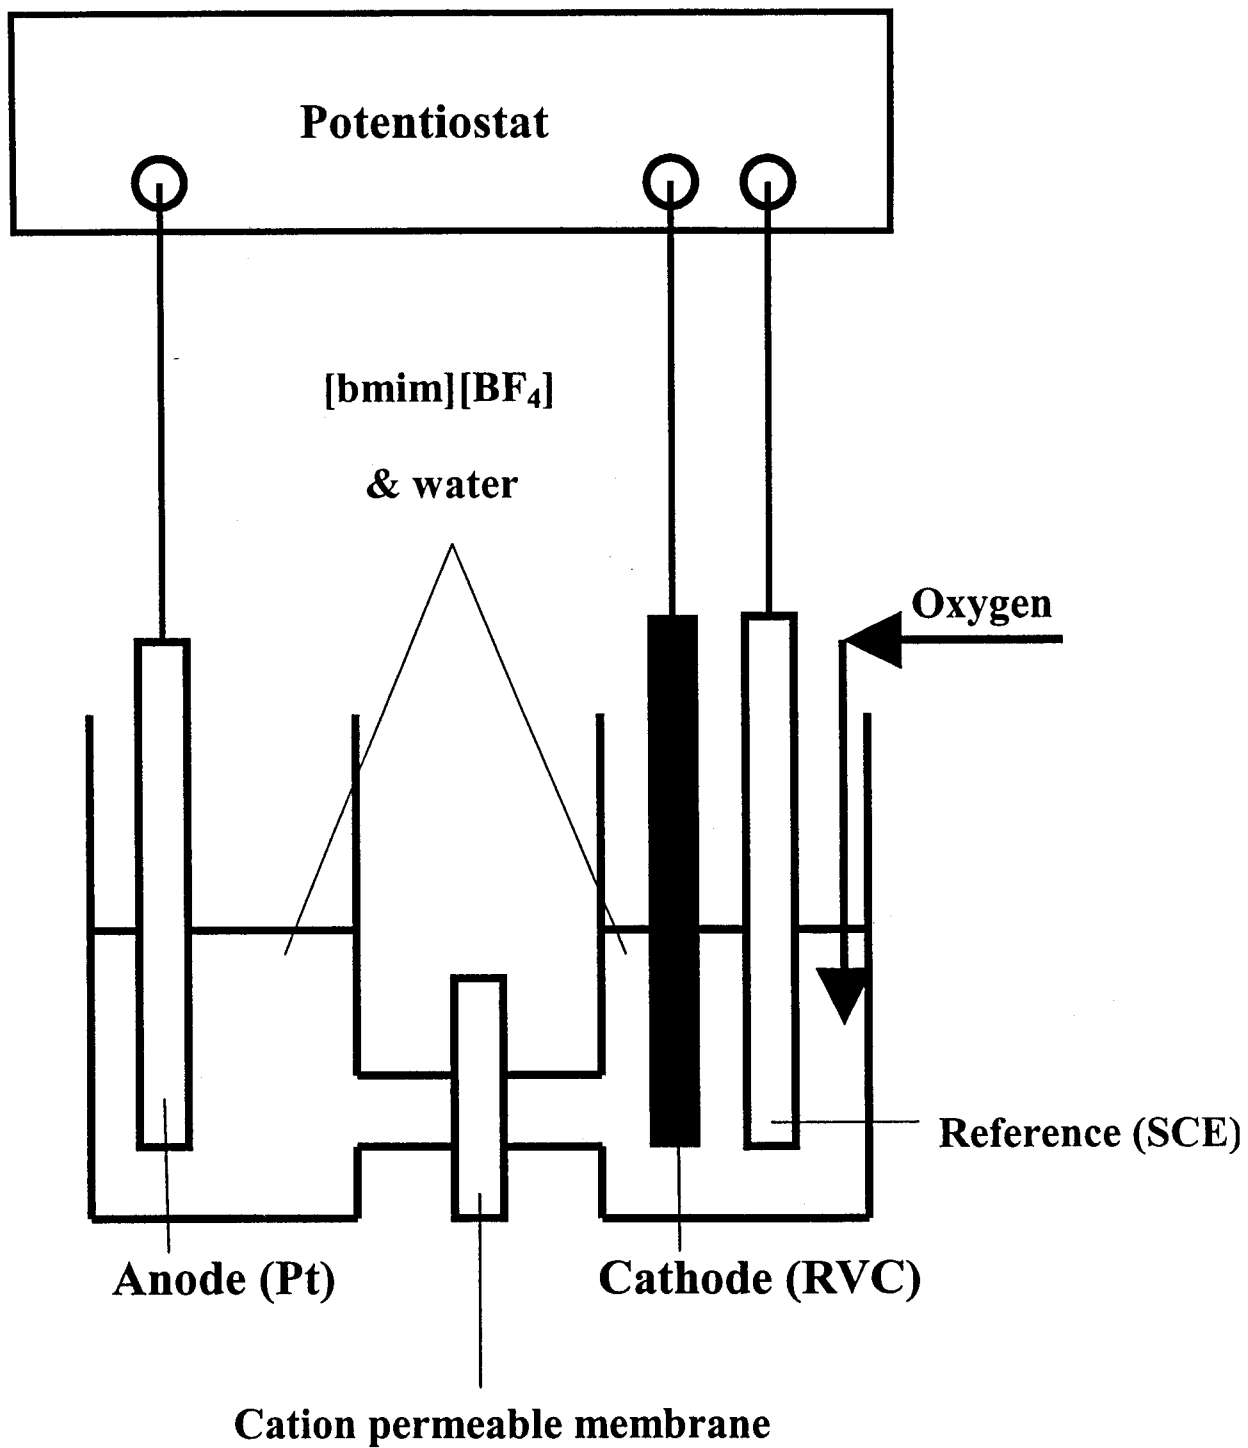 Potentiostat
[bmim][BF₄]
& water
Oxygen
Reference (SCE)
Anode (Pt)
Cathode (RVC)
Cation permeable membrane